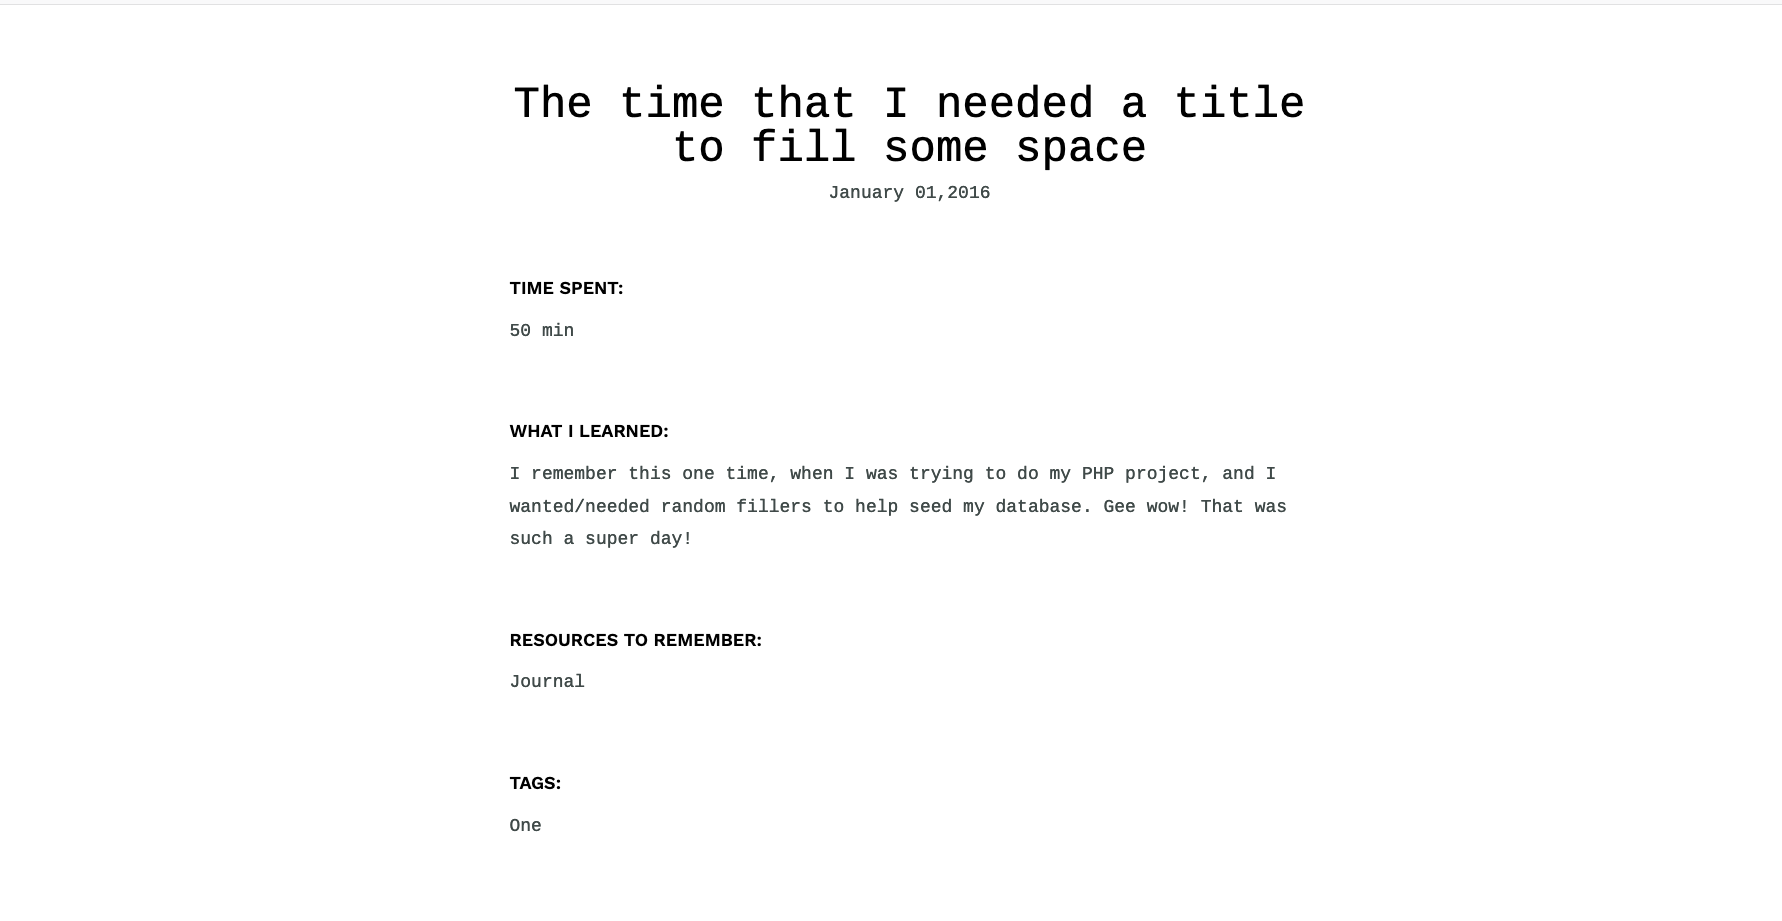 The time that I needed a title
to fill some space
January 01,2016
TIME SPENT:
50 min
WHAT I LEARNED:
I remember this one time, when I was trying to do my PHP project, and I
wanted/needed random fillers to help seed my database. Gee wow! That was
such a super day!
RESOURCES TO REMEMBER:
Journal
TAGS:
One